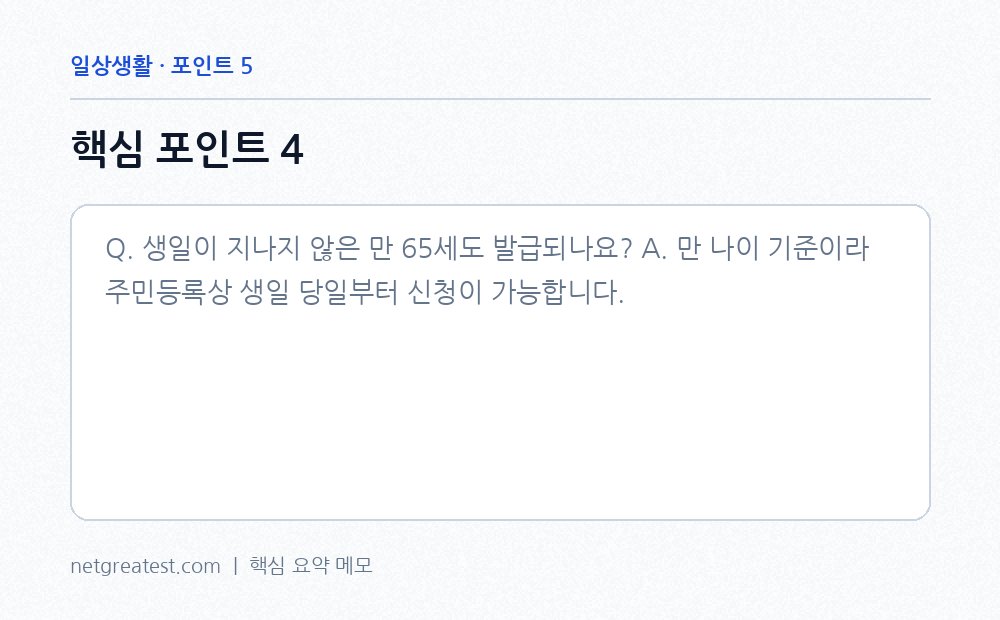 일상생활 · 포인트 5
핵심 포인트 4
Q. 생일이 지나지 않은 만 65세도 발급되나요? A. 만 나이 기준이라
주민등록상 생일 당일부터 신청이 가능합니다.
netgreatest.com | 핵심 요약 메모